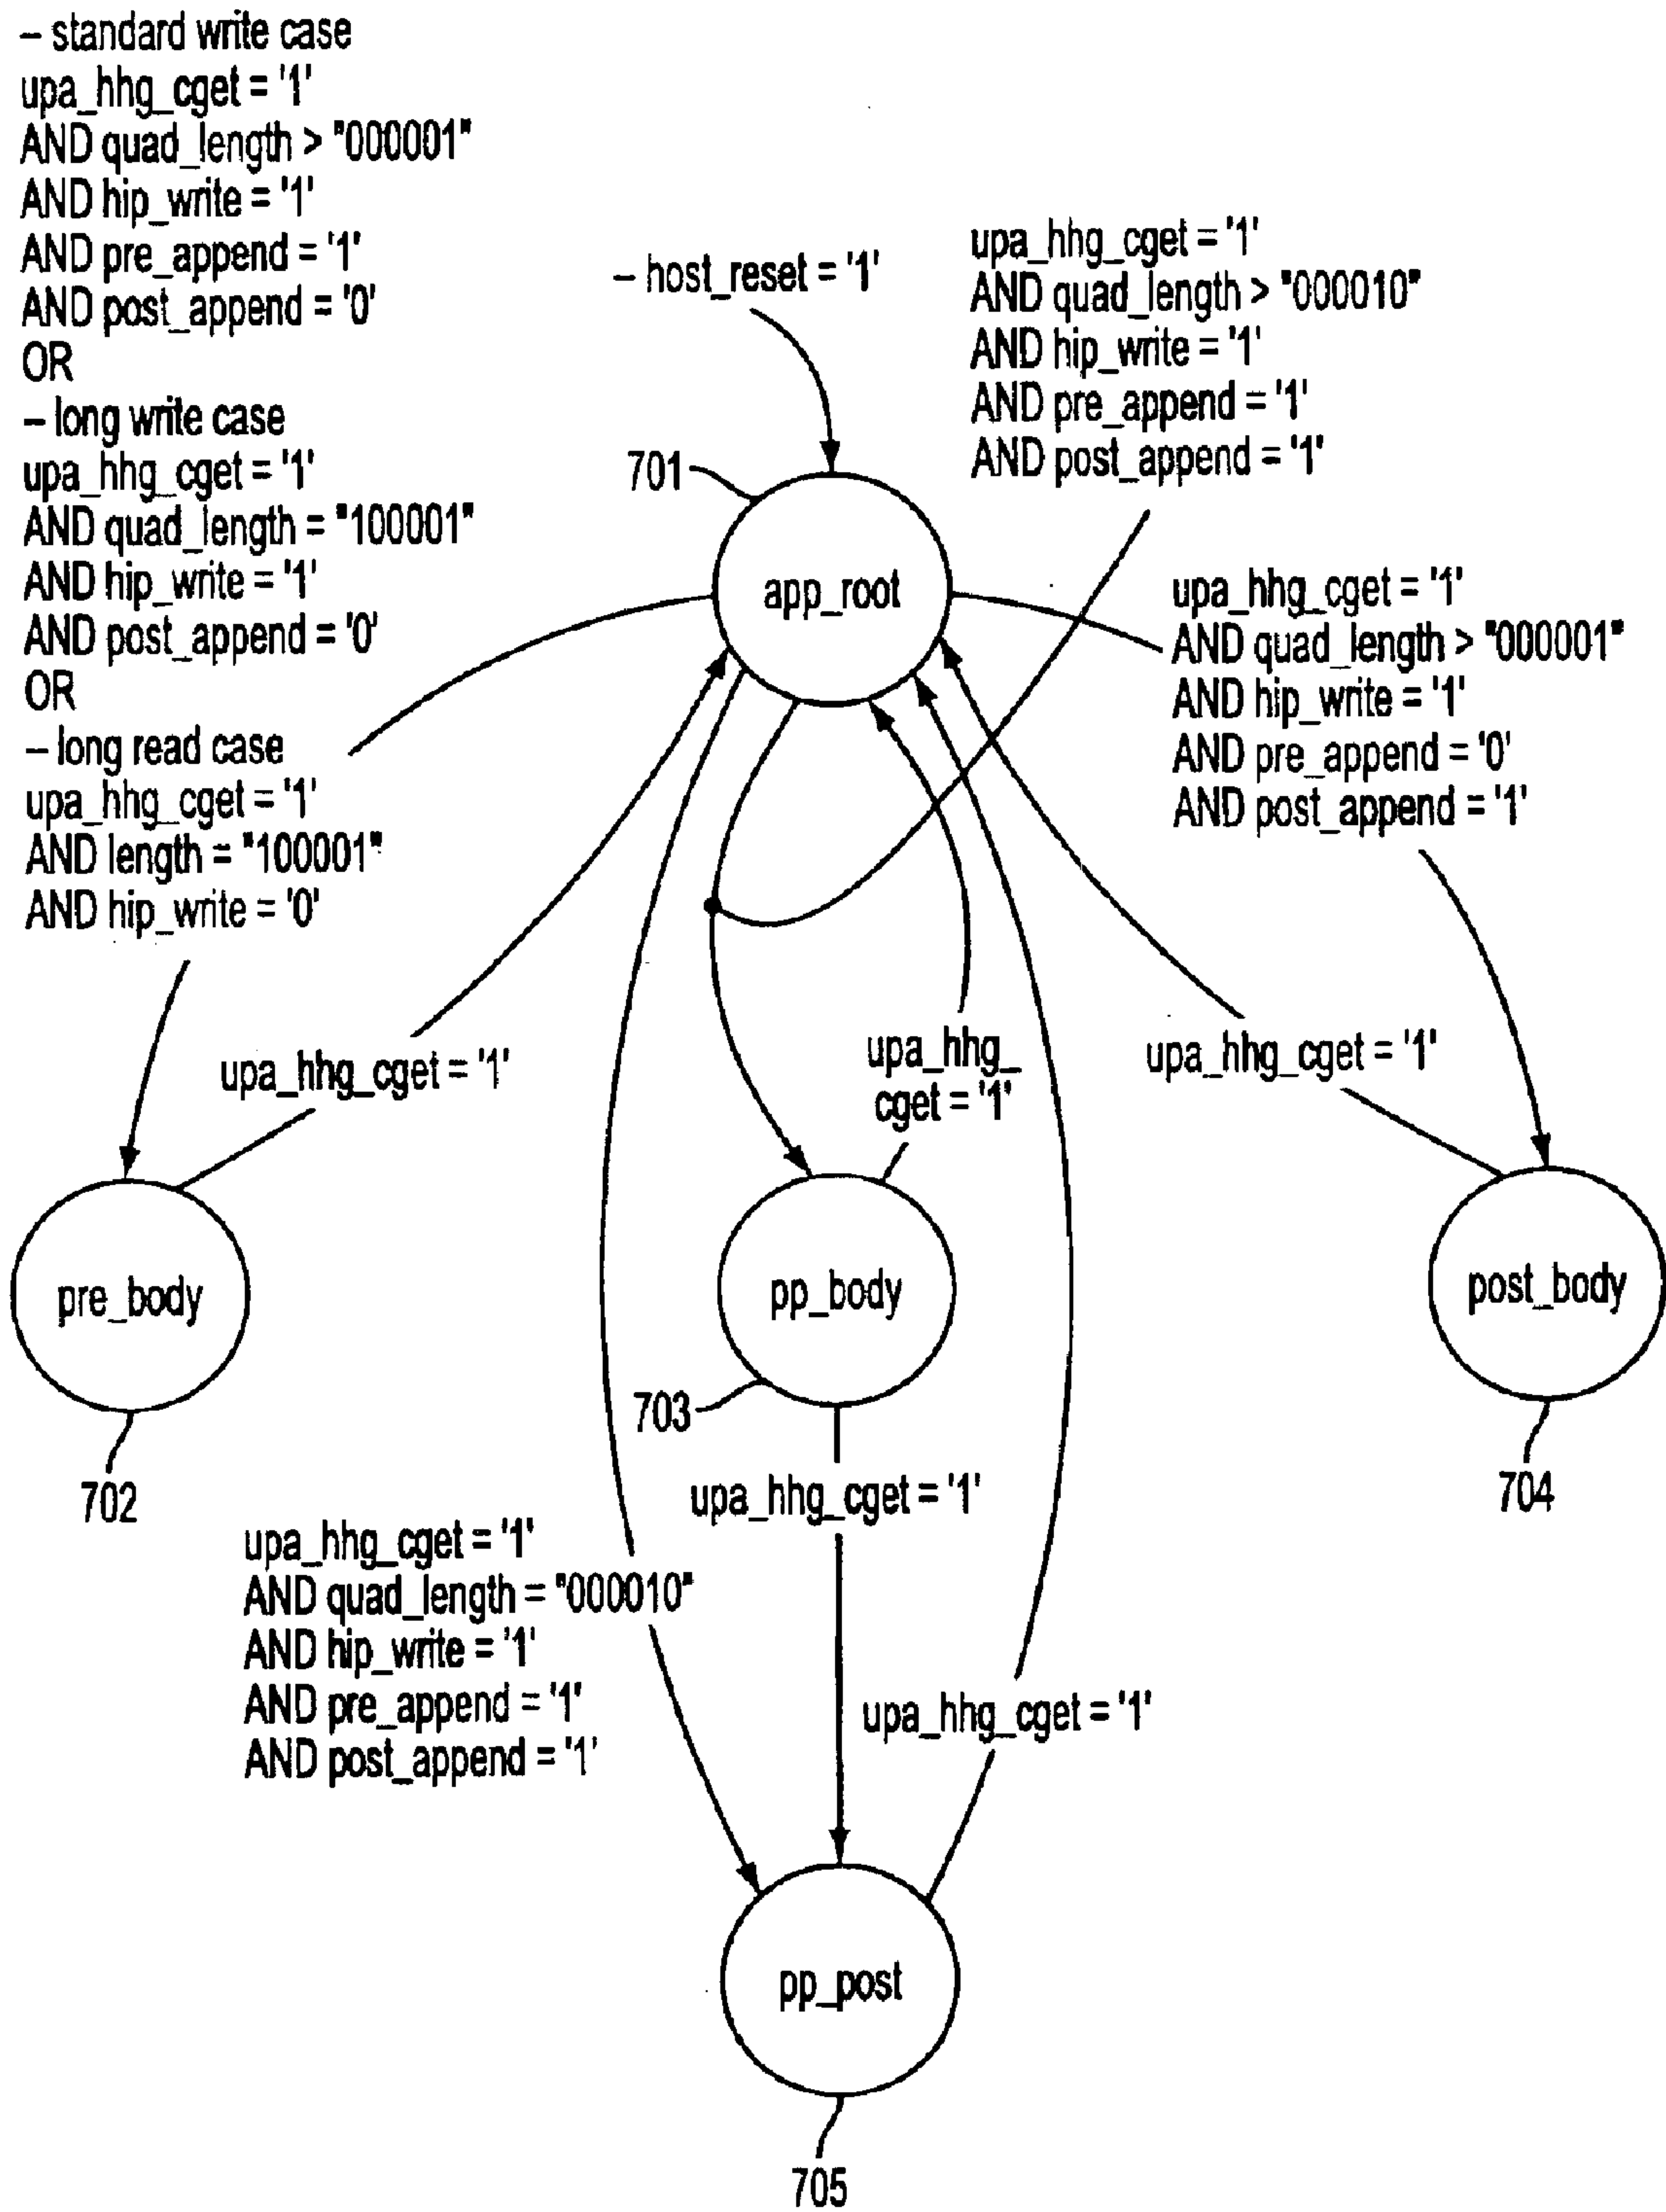 – standard write case
upa_hhg_cget = '1'
AND quad_length > "000001"
AND hip_write = '1'
AND pre_append = '1'
AND post_append = '0'
OR
– long write case
upa_hhg_cget = '1'
AND quad_length = "100001"
AND hip_write = '1'
AND post_append = '0'
OR
– long read case
upa_hhg_cget = '1'
AND length = "100001"
AND hip_write = '0'
– host_reset = '1'
upa_hhg_cget = '1'
AND quad_length > "000010"
AND hip_write = '1'
AND pre_append = '1'
AND post_append = '1'
701
app_root
upa_hhg_cget = '1'
AND quad_length > "000001"
AND hip_write = '1'
AND pre_append = '0'
AND post_append = '1'
upa_hhg_cget = '1'
upa_hhg_
cget = '1'
upa_hhg_cget = '1'
pre_body
pp_body
post_body
702
703
704
upa_hhg_cget = '1'
upa_hhg_cget = '1'
AND quad_length = "000010"
AND hip_write = '1'
AND pre_append = '1'
AND post_append = '1'
upa_hhg_cget = '1'
pp_post
705